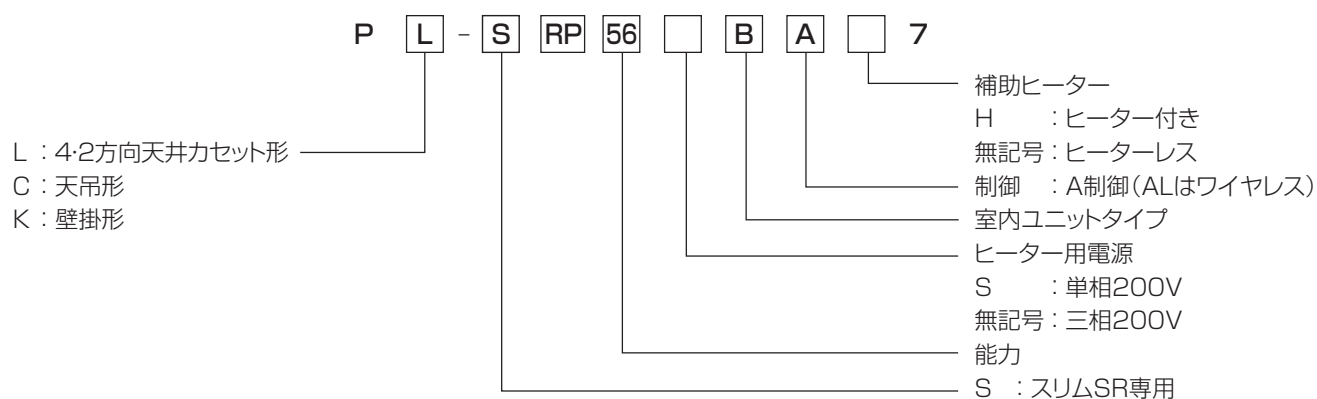 P L - S RP 56 B A 7
L：4・2方向天井カセット形
C：天吊形
K：壁掛形
補助ヒーター
H ：ヒーター付き
無記号：ヒーターレス
制御 ：A制御（ALはワイヤレス）
室内ユニットタイプ
ヒーター用電源
S ：単相200V
無記号：三相200V
能力
S ：スリムSR専用